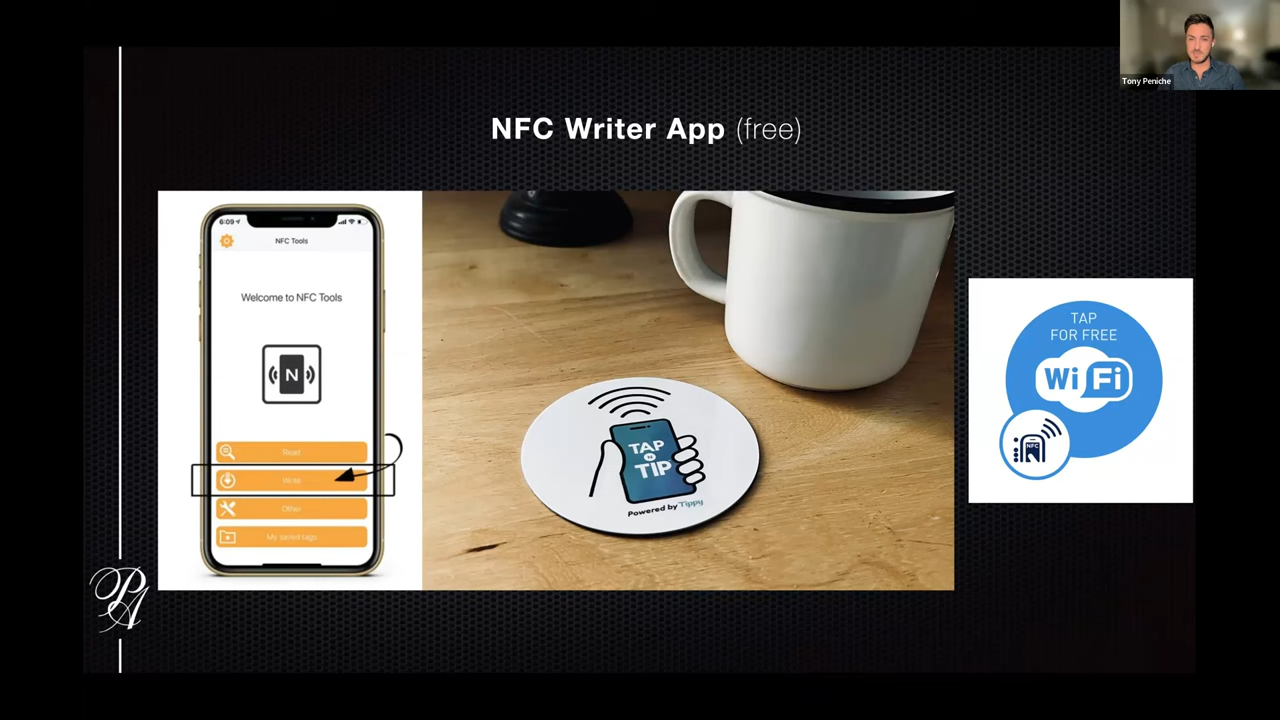 Tony Peniche
NFC Writer App (free)
6:09
NFC Tools
Welcome to NFC Tools
N
Read
Write
Other
My saved tags
TAP
N
TIP
Powered by Tippy
TAP
FOR FREE
Wi Fi
NFC
PA